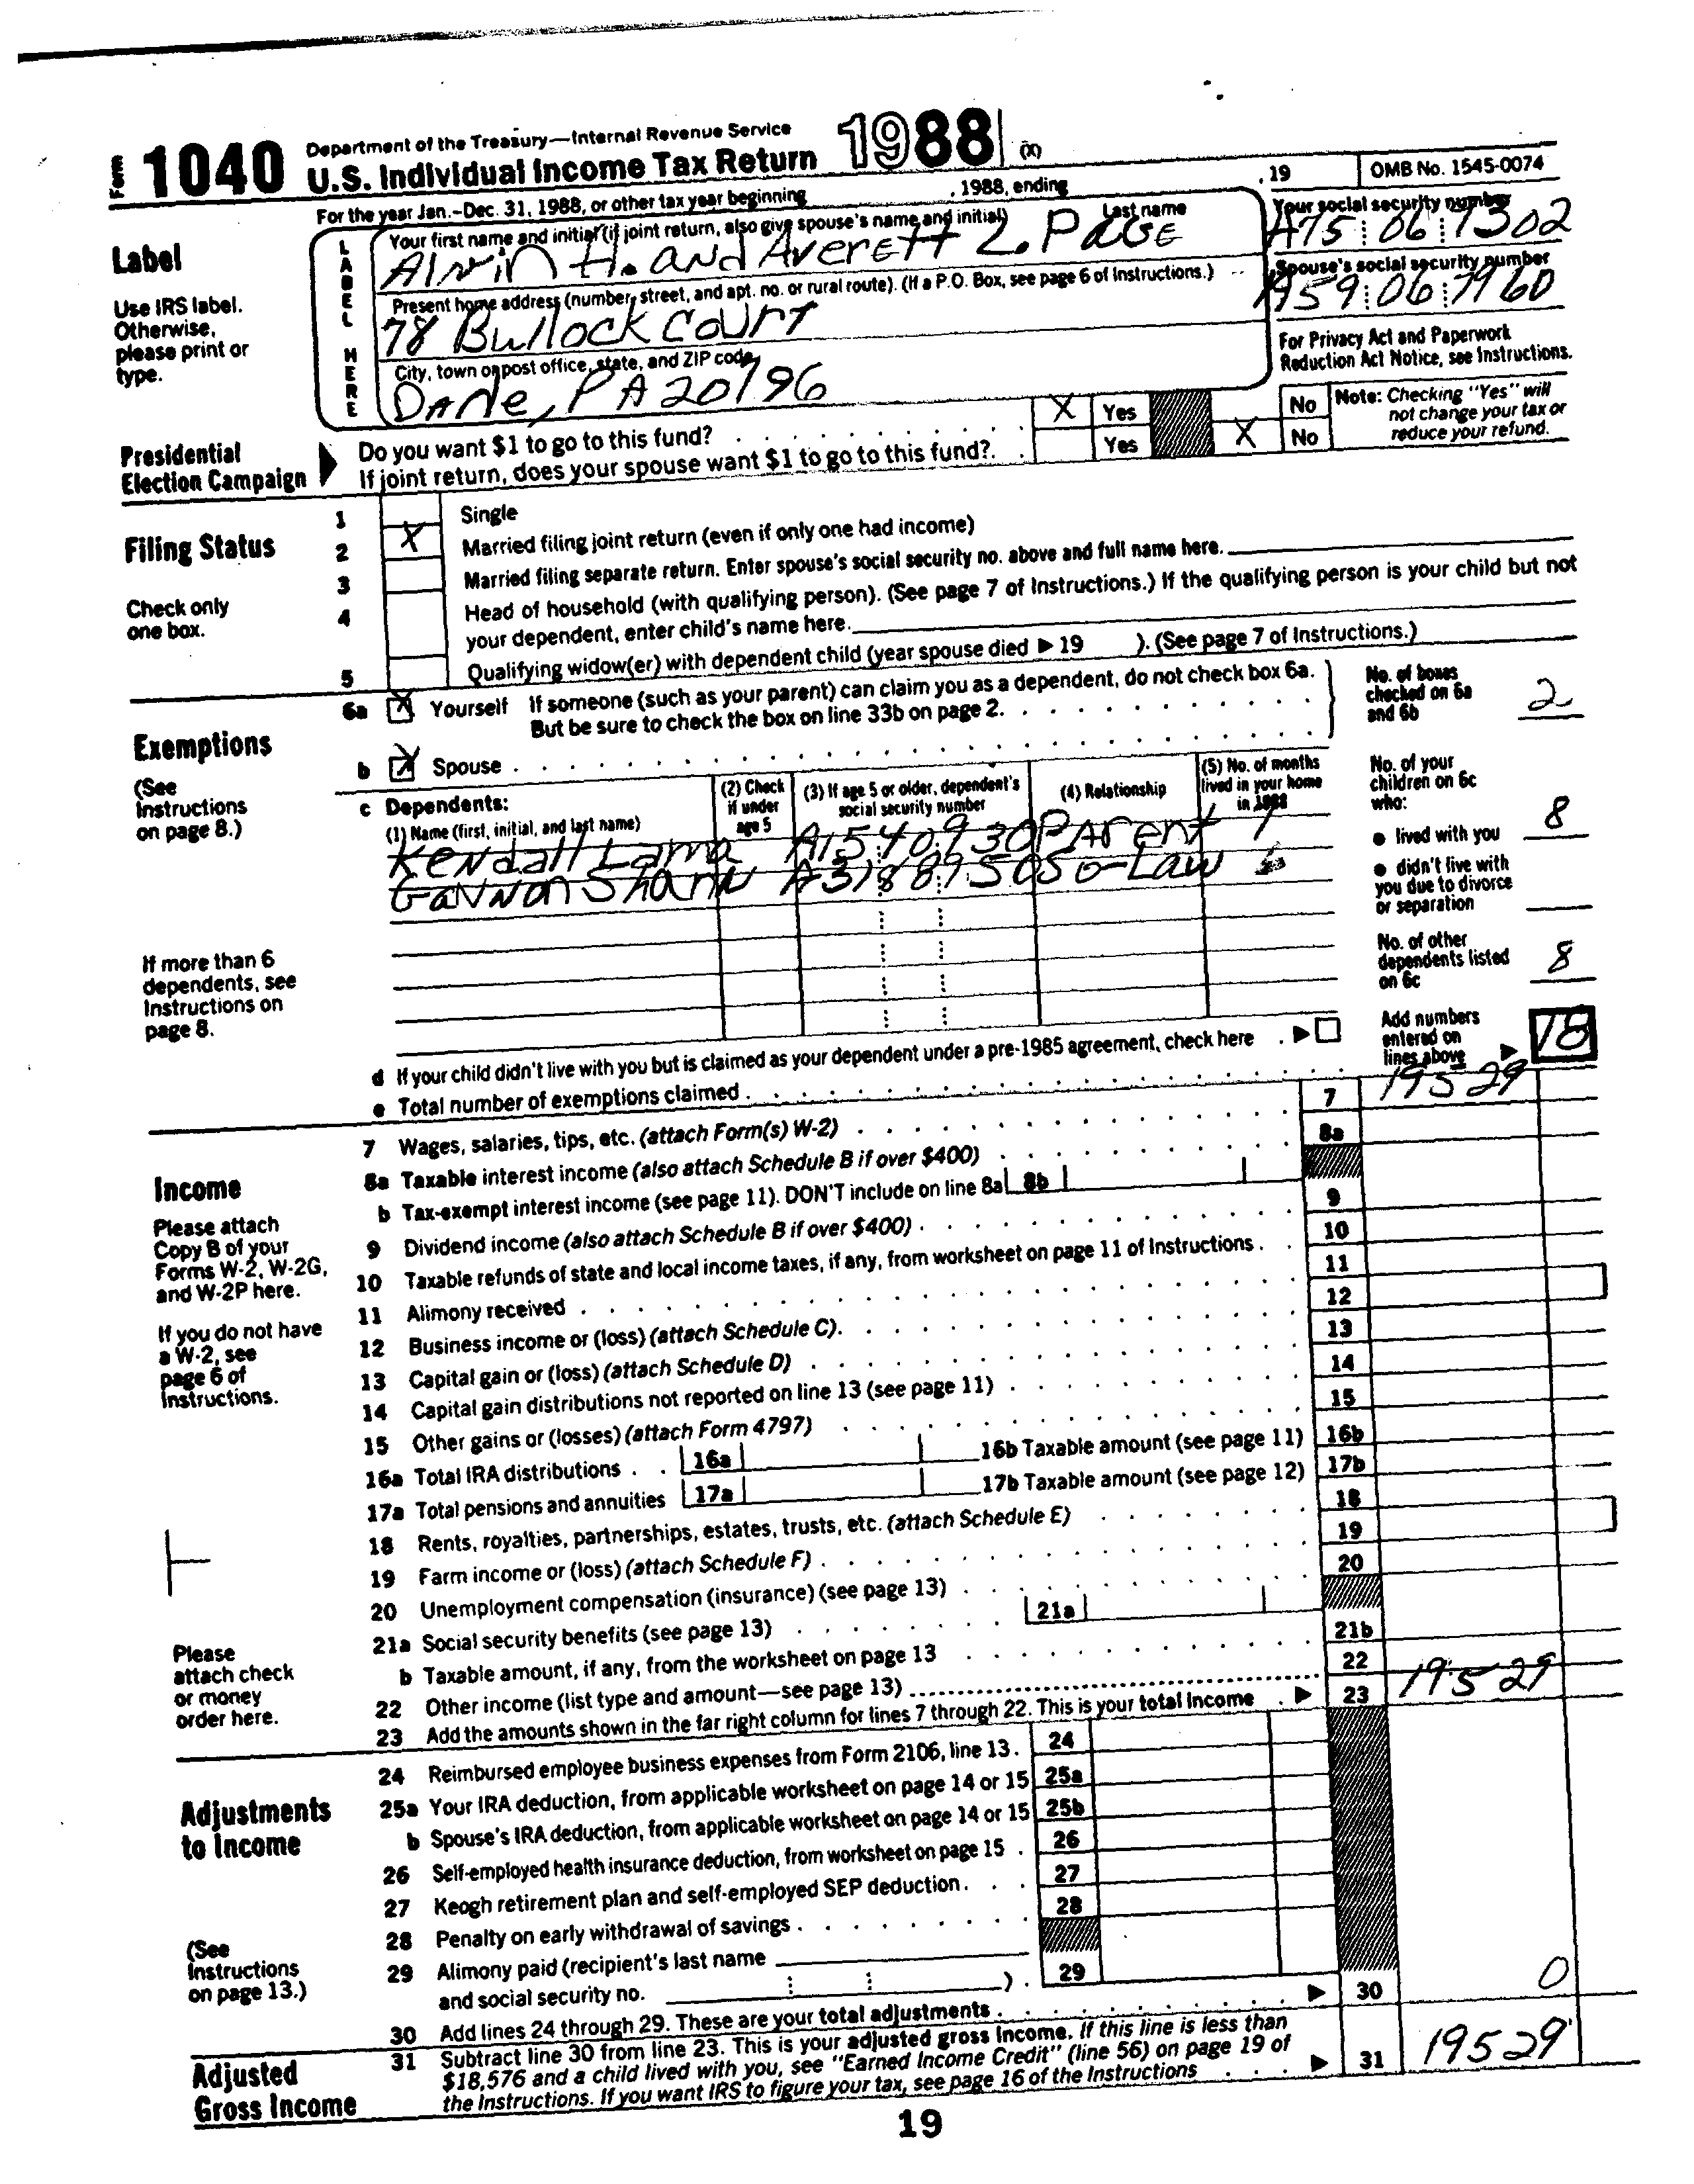 Form 1040 Department of the Treasury—Internal Revenue Service
U.S. Individual Income Tax Return 1988 (X)
For the year Jan.–Dec. 31, 1988, or other tax year beginning , 1988, ending , 19 OMB No. 1545-0074
Label
Use IRS label.
Otherwise,
please print or
type.
LABEL HERE
Your first name and initial (if joint return, also give spouse's name and initial) Last name
Alvin H. and Averett L. Page
Your social security number
A75 06 1302
Present home address (number, street, and apt. no. or rural route). (If a P.O. Box, see page 6 of Instructions.)
78 Bullock Court
Spouse's social security number
A59 06 7960
City, town or post office, state, and ZIP code
Dane, PA 20196
For Privacy Act and Paperwork
Reduction Act Notice, see Instructions.
Presidential
Election Campaign
Do you want $1 to go to this fund? X Yes No
If joint return, does your spouse want $1 to go to this fund? Yes X No
Note: Checking "Yes" will
not change your tax or
reduce your refund.
Filing Status
Check only
one box.
1 Single
2 X Married filing joint return (even if only one had income)
3 Married filing separate return. Enter spouse's social security no. above and full name here.
4 Head of household (with qualifying person). (See page 7 of Instructions.) If the qualifying person is your child but not
your dependent, enter child's name here.
5 Qualifying widow(er) with dependent child (year spouse died ▶ 19 ). (See page 7 of Instructions.)
Exemptions
(See
Instructions
on page 8.)
6a X Yourself If someone (such as your parent) can claim you as a dependent, do not check box 6a.
But be sure to check the box on line 33b on page 2.
b X Spouse
No. of boxes
checked on 6a
and 6b 2
c Dependents:
(1) Name (first, initial, and last name)
(2) Check
if under
age 5
(3) If age 5 or older, dependent's
social security number
(4) Relationship
(5) No. of months
lived in your home
in 1988
Kendall Lamb A15 40 930 Parent 1
Gannon Shann A31 88 9505 o-Law
No. of your
children on 6c
who:
● lived with you 8
● didn't live with
you due to divorce
or separation
No. of other
dependents listed
on 6c 8
If more than 6
dependents, see
Instructions on
page 8.
d If your child didn't live with you but is claimed as your dependent under a pre-1985 agreement, check here ▶
e Total number of exemptions claimed
Add numbers
entered on
lines above ▶ 18
Income
Please attach
Copy B of your
Forms W-2, W-2G,
and W-2P here.
If you do not have
a W-2, see
page 6 of
Instructions.
Please
attach check
or money
order here.
7 Wages, salaries, tips, etc. (attach Form(s) W-2) 7 19529
8a Taxable interest income (also attach Schedule B if over $400) 8a
b Tax-exempt interest income (see page 11). DON'T include on line 8a 8b
9 Dividend income (also attach Schedule B if over $400) 9
10 Taxable refunds of state and local income taxes, if any, from worksheet on page 11 of Instructions 10
11 Alimony received 11
12 Business income or (loss) (attach Schedule C) 12
13 Capital gain or (loss) (attach Schedule D) 13
14 Capital gain distributions not reported on line 13 (see page 11) 14
15 Other gains or (losses) (attach Form 4797) 15
16a Total IRA distributions 16a 16b Taxable amount (see page 11) 16b
17a Total pensions and annuities 17a 17b Taxable amount (see page 12) 17b
18 Rents, royalties, partnerships, estates, trusts, etc. (attach Schedule E) 18
19 Farm income or (loss) (attach Schedule F) 19
20 Unemployment compensation (insurance) (see page 13) 20
21a Social security benefits (see page 13) 21a
b Taxable amount, if any, from the worksheet on page 13 21b
22 Other income (list type and amount—see page 13) 22
23 Add the amounts shown in the far right column for lines 7 through 22. This is your total income ▶ 23 19529
Adjustments
to Income
(See
Instructions
on page 13.)
24 Reimbursed employee business expenses from Form 2106, line 13. 24
25a Your IRA deduction, from applicable worksheet on page 14 or 15 25a
b Spouse's IRA deduction, from applicable worksheet on page 14 or 15 25b
26 Self-employed health insurance deduction, from worksheet on page 15 26
27 Keogh retirement plan and self-employed SEP deduction 27
28 Penalty on early withdrawal of savings 28
29 Alimony paid (recipient's last name
and social security no. ) 29
30 Add lines 24 through 29. These are your total adjustments ▶ 30 0
Adjusted
Gross Income
31 Subtract line 30 from line 23. This is your adjusted gross income. If this line is less than
$18,576 and a child lived with you, see "Earned Income Credit" (line 56) on page 19 of
the Instructions. If you want IRS to figure your tax, see page 16 of the Instructions ▶ 31 19529
19